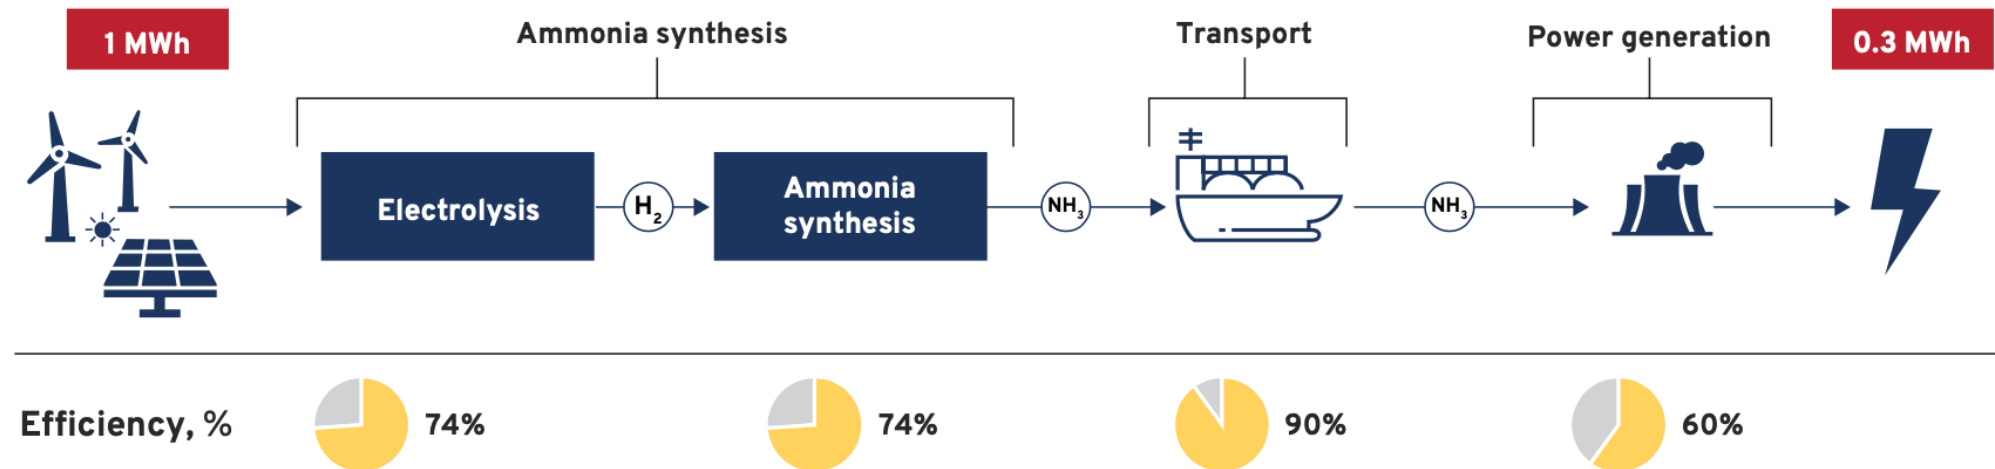 1 MWh
Ammonia synthesis
Transport
Power generation
0.3 MWh
Electrolysis
H₂
Ammonia
synthesis
NH₃
NH₃
Efficiency, %
74%
74%
90%
60%